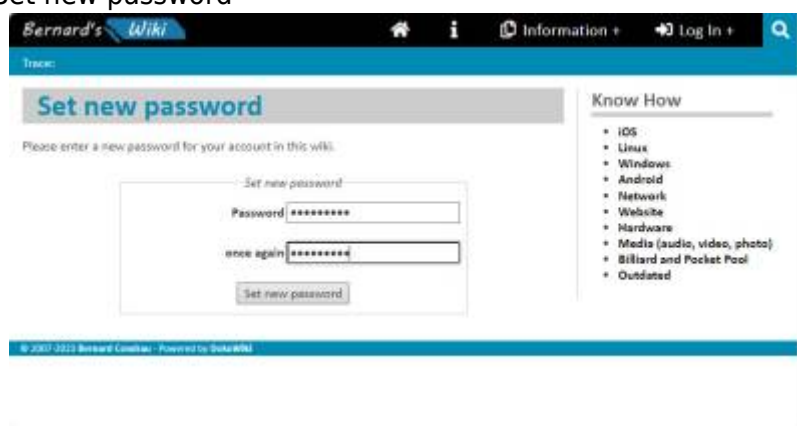 Set new password
Bernard's Wiki
Information +
Log In +
Trace:
Set new password
Please enter a new password for your account in this wiki.
Set new password
Password •••••••••
once again •••••••••
Set new password
Know How
iOS
Linux
Windows
Android
Network
Website
Hardware
Media (audio, video, photo)
Billiard and Pocket Pool
Outdated
Bernard
Powered by DokuWiki